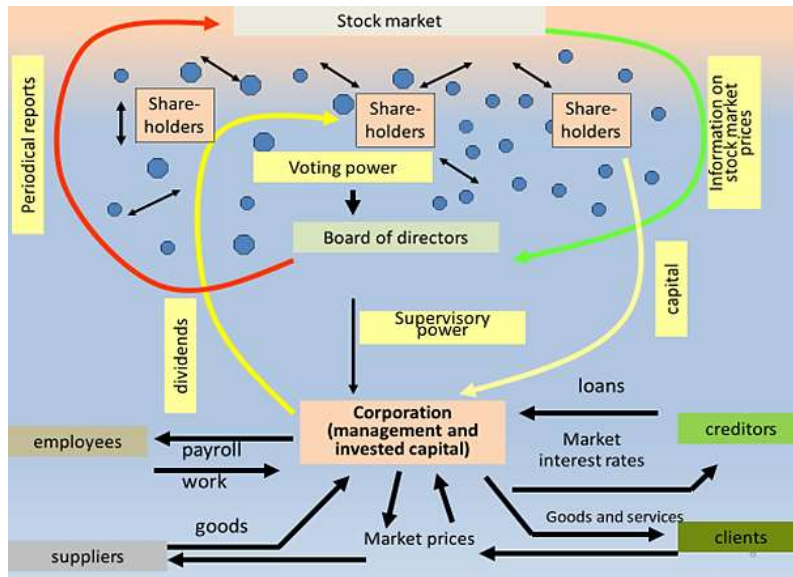 Stock market
Periodical reports
Share-
holders
Share-
holders
Share-
holders
Information on
stock market
prices
Voting power
Board of directors
dividends
Supervisory
power
capital
loans
Corporation
(management and
invested capital)
employees
payroll
work
Market
interest rates
creditors
goods
Market prices
Goods and services
suppliers
clients